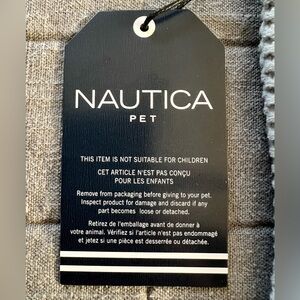 NAUTICA
PET
THIS ITEM IS NOT SUITABLE FOR CHILDREN
CET ARTICLE N'EST PAS CONÇU
POUR LES ENFANTS
Remove from packaging before giving to your pet.
Inspect product for damage and discard if any
part becomes loose or detached.
Retirez de l'emballage avant de donner à
votre animal. Vérifiez si l'article n'est pas endommagé
et jetez si une pièce est desserrée ou détachée.